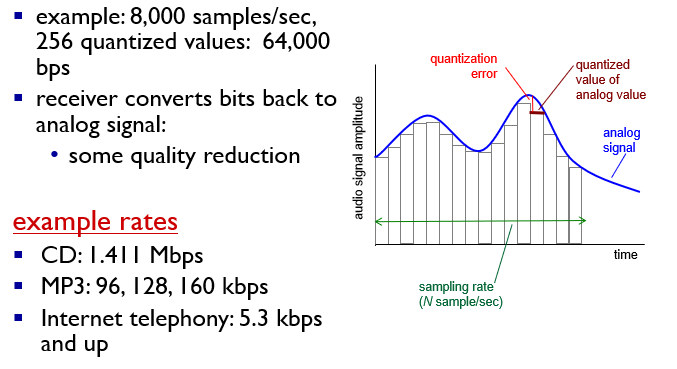 ▪ example: 8,000 samples/sec,
256 quantized values: 64,000
bps
▪ receiver converts bits back to
analog signal:
• some quality reduction
example rates
▪ CD: 1.411 Mbps
▪ MP3: 96, 128, 160 kbps
▪ Internet telephony: 5.3 kbps
and up
quantization
error
quantized
value of
analog value
analog
signal
audio signal amplitude
time
sampling rate
(N sample/sec)